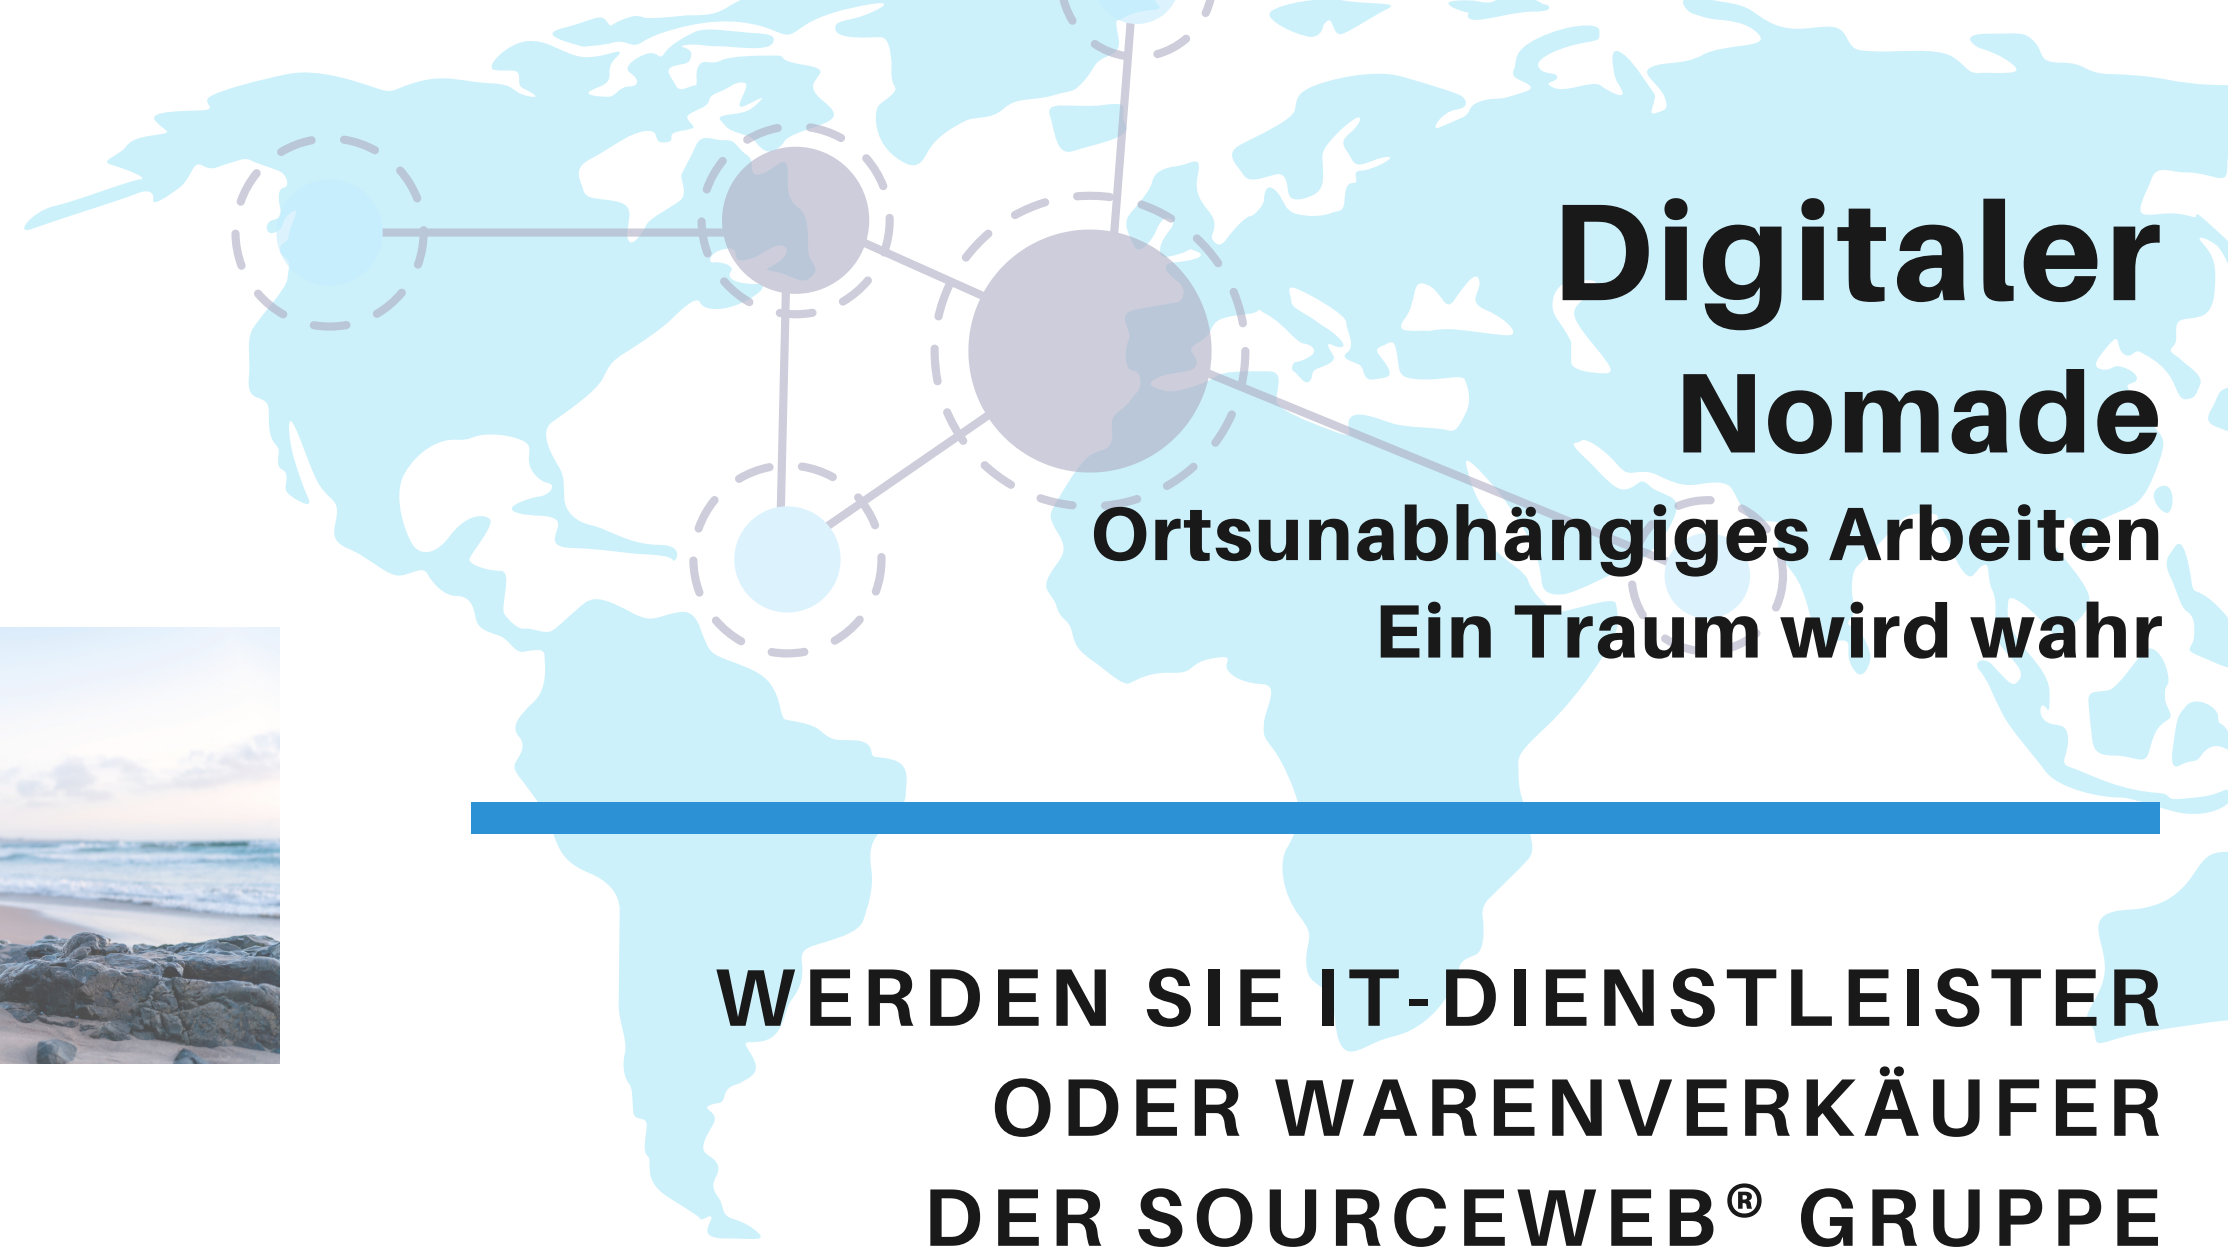 Digitaler
Nomade
Ortsunabhängiges Arbeiten
Ein Traum wird wahr
WERDEN SIE IT-DIENSTLEISTER
ODER WARENVERKÄUFER
DER SOURCEWEB® GRUPPE